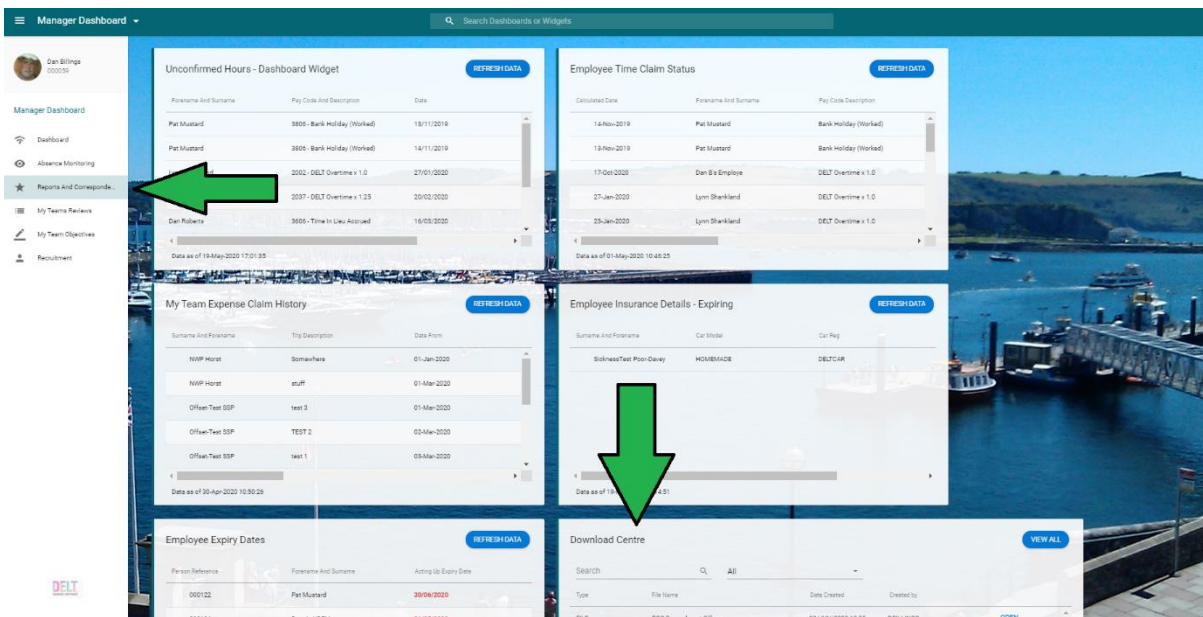 Manager Dashboard
Search Dashboards or Widgets
Dan Billings
000059
Manager Dashboard
Dashboard
Absence Monitoring
Reports And Corresponde..
My Teams Reviews
My Team Objectives
Recruitment
DELT
Unconfirmed Hours - Dashboard Widget
REFRESH DATA
Forename And Surname Pay Code And Description Date
Pat Mustard 3806 - Bank Holiday (Worked) 13/11/2019
Pat Mustard 3806 - Bank Holiday (Worked) 14/11/2019
2002 - DELT Overtime x 1.0 27/01/2020
2037 - DELT Overtime x 1.25 20/02/2020
Dan Roberts 3606 - Time In Lieu Accrued 16/03/2020
Data as of 19-May-2020 17:01:35
Employee Time Claim Status
REFRESH DATA
Calculated Date Forename And Surname Pay Code Description
14-Nov-2019 Pat Mustard Bank Holiday (Worked)
13-Nov-2019 Pat Mustard Bank Holiday (Worked)
17-Oct-2020 Dan B's Employe DELT Overtime x 1.0
27-Jan-2020 Lynn Shankland DELT Overtime x 1.0
23-Jan-2020 Lynn Shankland DELT Overtime x 1.0
Data as of 01-May-2020 10:46:25
My Team Expense Claim History
REFRESH DATA
Surname And Forename Trip Description Date From
NWP Horst Somewhere 01-Jan-2020
NWP Horst stuff 01-Mar-2020
Offset-Test SSP test 3 01-Mar-2020
Offset-Test SSP TEST 2 02-Mar-2020
Offset-Test SSP test 1 03-Mar-2020
Data as of 30-Apr-2020 10:50:26
Employee Insurance Details - Expiring
REFRESH DATA
Surname And Forename Car Model Car Reg
SicknessTest Poor-Davey HOMEMADE DELTCAR
Data as of 19-
4:51
Employee Expiry Dates
REFRESH DATA
Person Reference Forename And Surname Acting Up Expiry Date
000122 Pat Mustard 30/06/2020
Download Centre
VIEW ALL
Search All
Type File Name Date Created Created by
OPEN